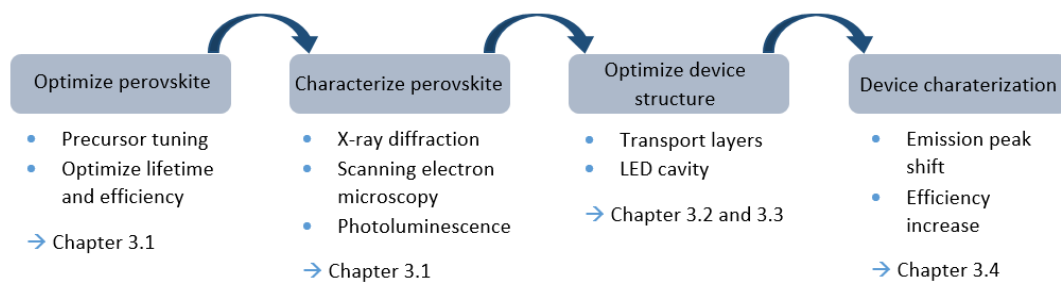 Optimize perovskite
• Precursor tuning
• Optimize lifetime
and efficiency
→ Chapter 3.1
Characterize perovskite
• X-ray diffraction
• Scanning electron
microscopy
• Photoluminescence
→ Chapter 3.1
Optimize device
structure
• Transport layers
• LED cavity
→ Chapter 3.2 and 3.3
Device charaterization
• Emission peak
shift
• Efficiency
increase
→ Chapter 3.4